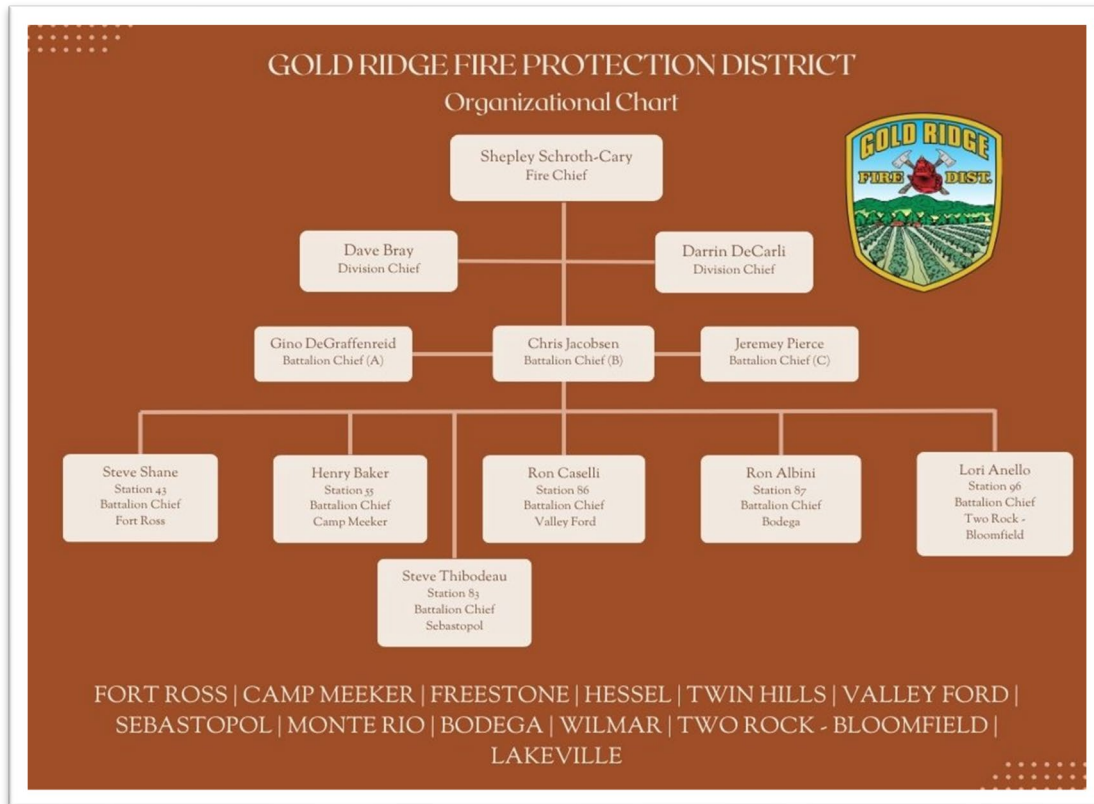 GOLD RIDGE FIRE PROTECTION DISTRICT
Organizational Chart
GOLD RIDGE
FIRE DIST.
Shepley Schroth-Cary
Fire Chief
Dave Bray
Division Chief
Darrin DeCarli
Division Chief
Gino DeGraffenreid
Battalion Chief (A)
Chris Jacobsen
Battalion Chief (B)
Jeremey Pierce
Battalion Chief (C)
Steve Shane
Station 43
Battalion Chief
Fort Ross
Henry Baker
Station 55
Battalion Chief
Camp Meeker
Ron Caselli
Station 86
Battalion Chief
Valley Ford
Ron Albini
Station 87
Battalion Chief
Bodega
Lori Anello
Station 96
Battalion Chief
Two Rock -
Bloomfield
Steve Thibodeau
Station 83
Battalion Chief
Sebastopol
FORT ROSS | CAMP MEEKER | FREESTONE | HESSEL | TWIN HILLS | VALLEY FORD |
SEBASTOPOL | MONTE RIO | BODEGA | WILMAR | TWO ROCK - BLOOMFIELD |
LAKEVILLE